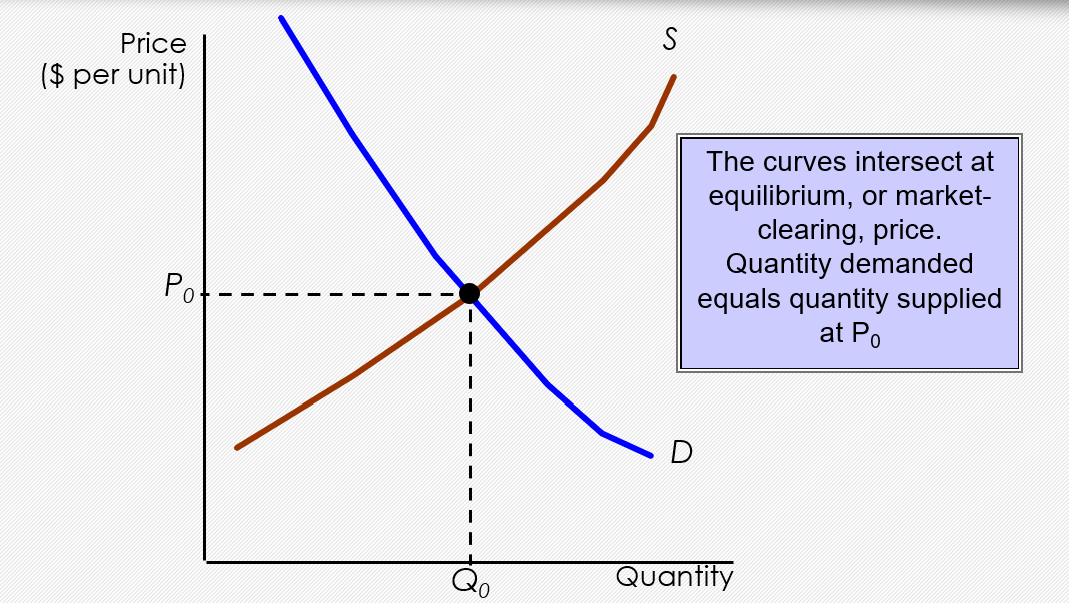 Price
($ per unit)
S
The curves intersect at
equilibrium, or market-
clearing, price.
Quantity demanded
equals quantity supplied
at P₀
P₀
D
Q₀
Quantity